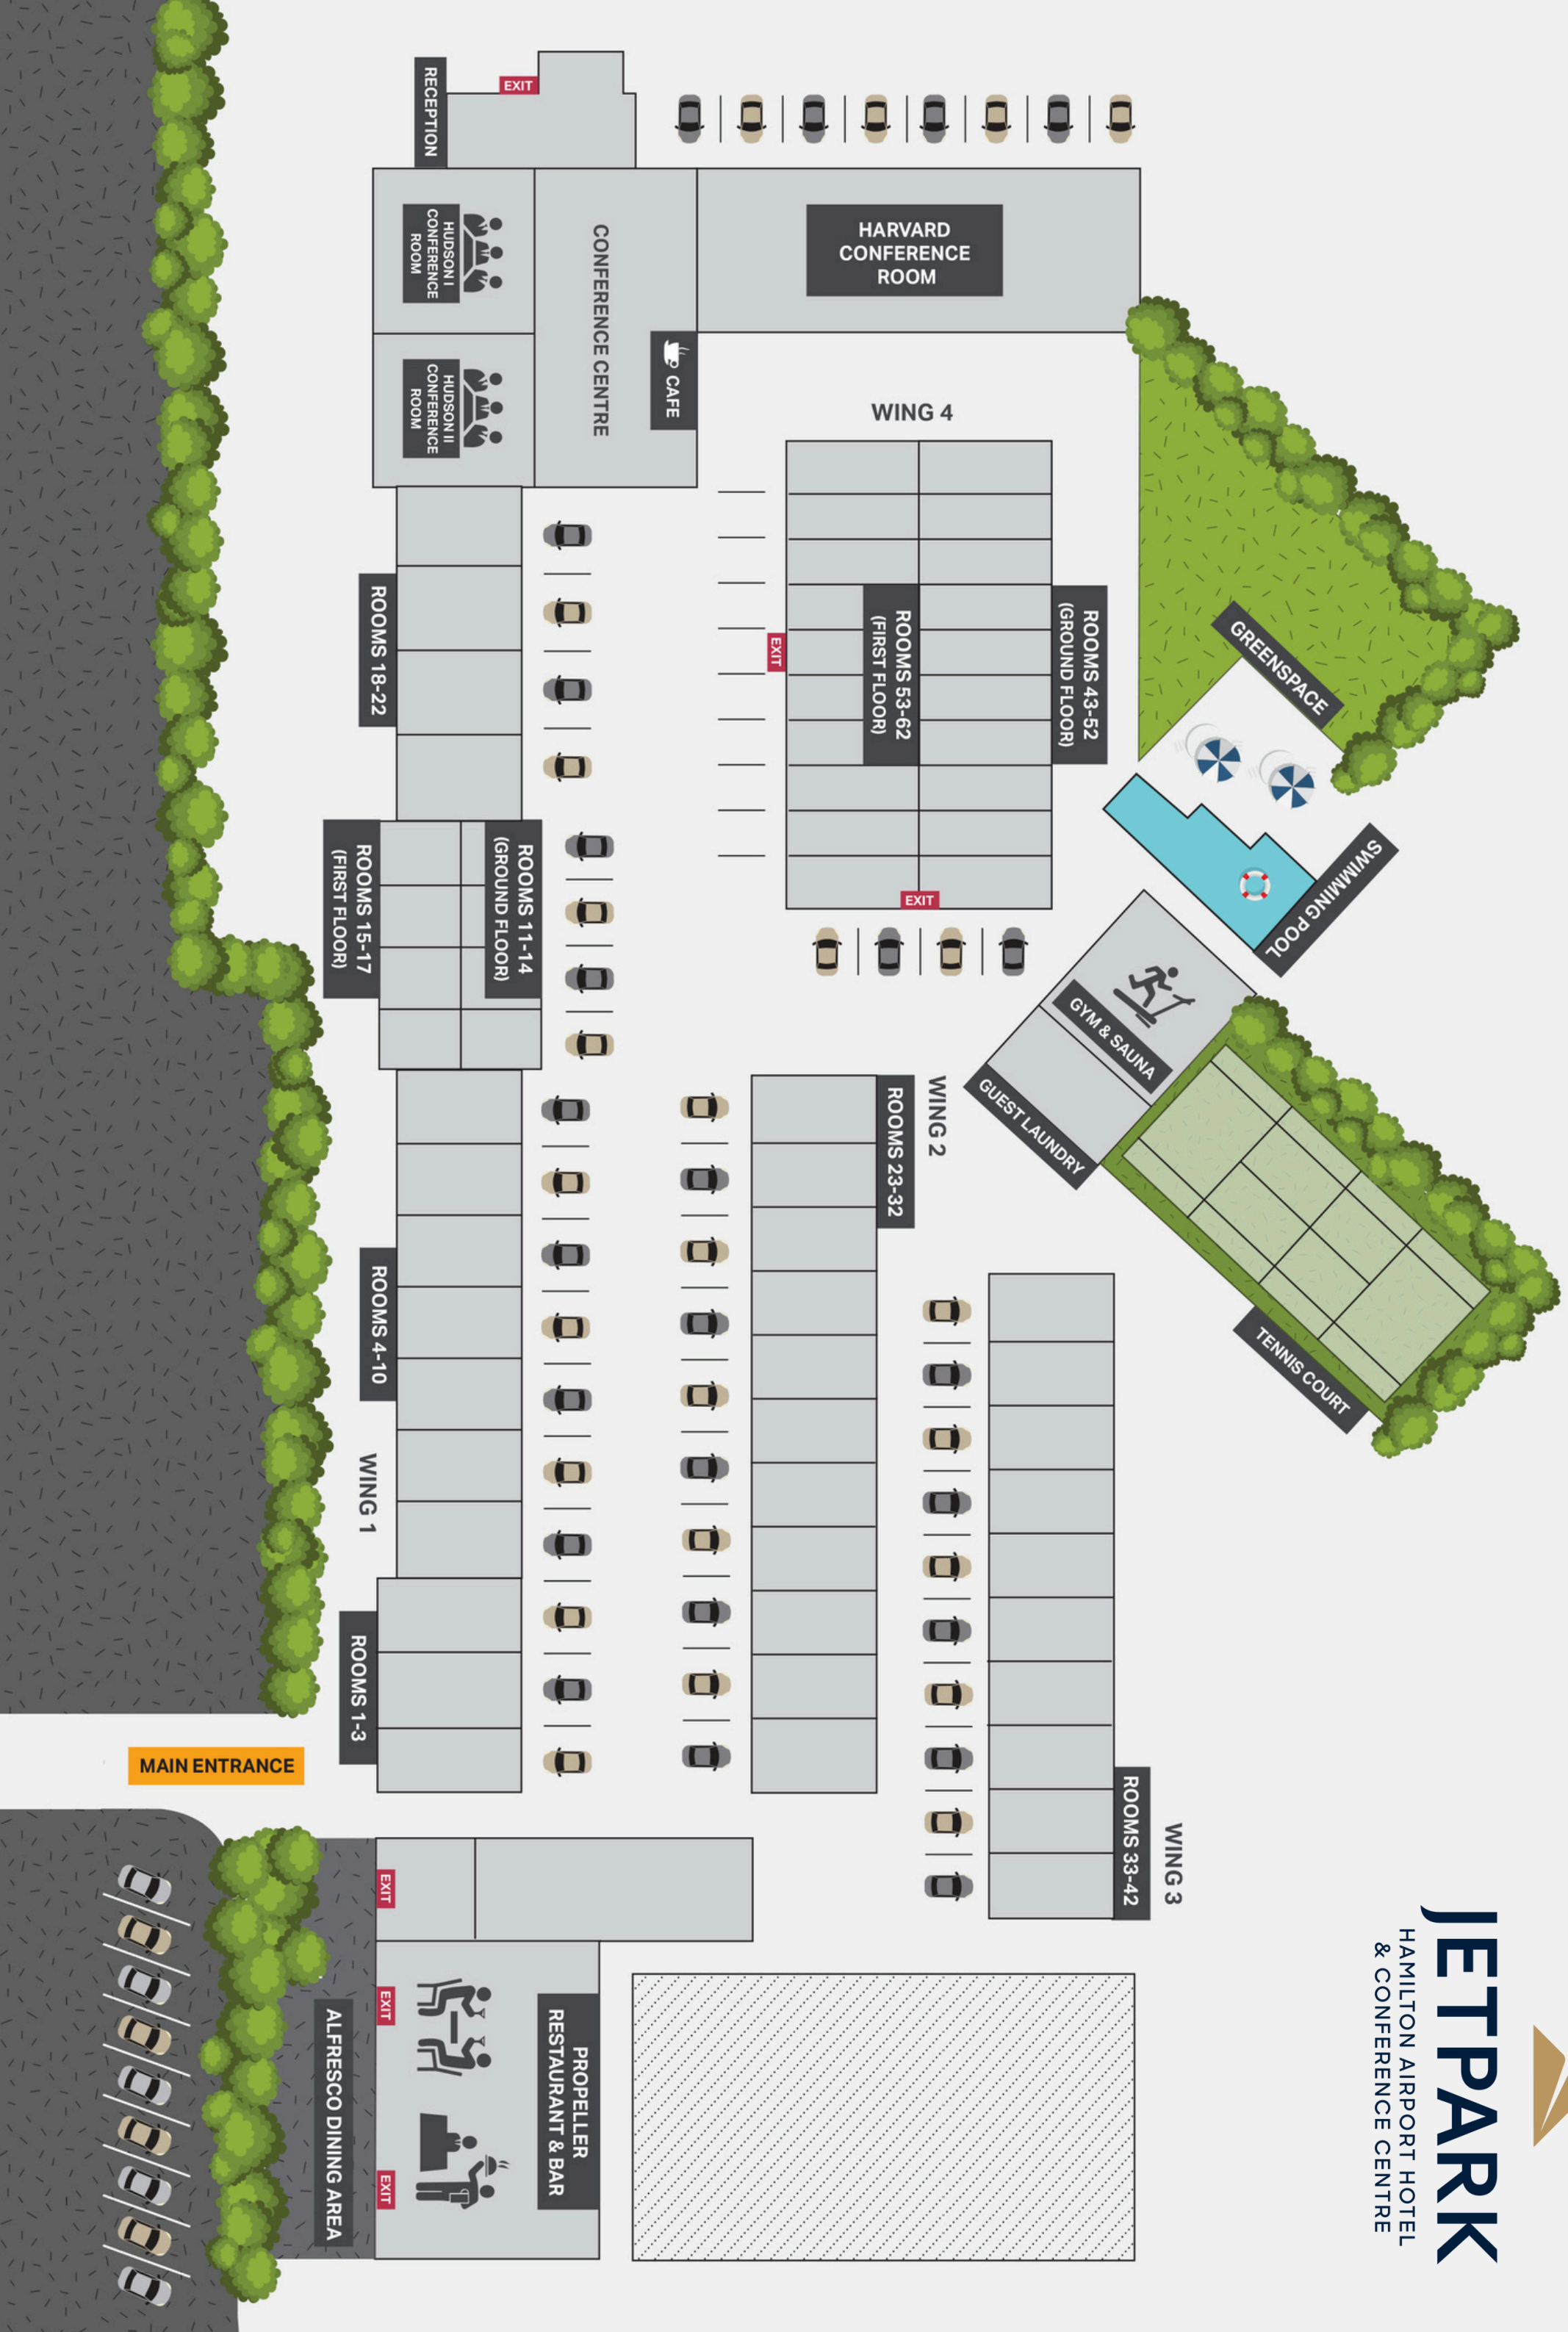 EXIT
RECEPTION
HARVARD
CONFERENCE
ROOM
HUDSON I
CONFERENCE
ROOM
CONFERENCE CENTRE
CAFE
HUDSON II
CONFERENCE
ROOM
WING 4
ROOMS 18-22
EXIT
ROOMS 53-62
(FIRST FLOOR)
ROOMS 43-52
(GROUND FLOOR)
GREENSPACE
SWIMMING POOL
ROOMS 15-17
(FIRST FLOOR)
ROOMS 11-14
(GROUND FLOOR)
EXIT
GYM & SAUNA
GUEST LAUNDRY
WING 2
ROOMS 23-32
TENNIS COURT
ROOMS 4-10
WING 1
ROOMS 1-3
MAIN ENTRANCE
ROOMS 33-42
WING 3
EXIT
EXIT
EXIT
ALFRESCO DINING AREA
PROPELLER
RESTAURANT & BAR
JETPARK
HAMILTON AIRPORT HOTEL
& CONFERENCE CENTRE